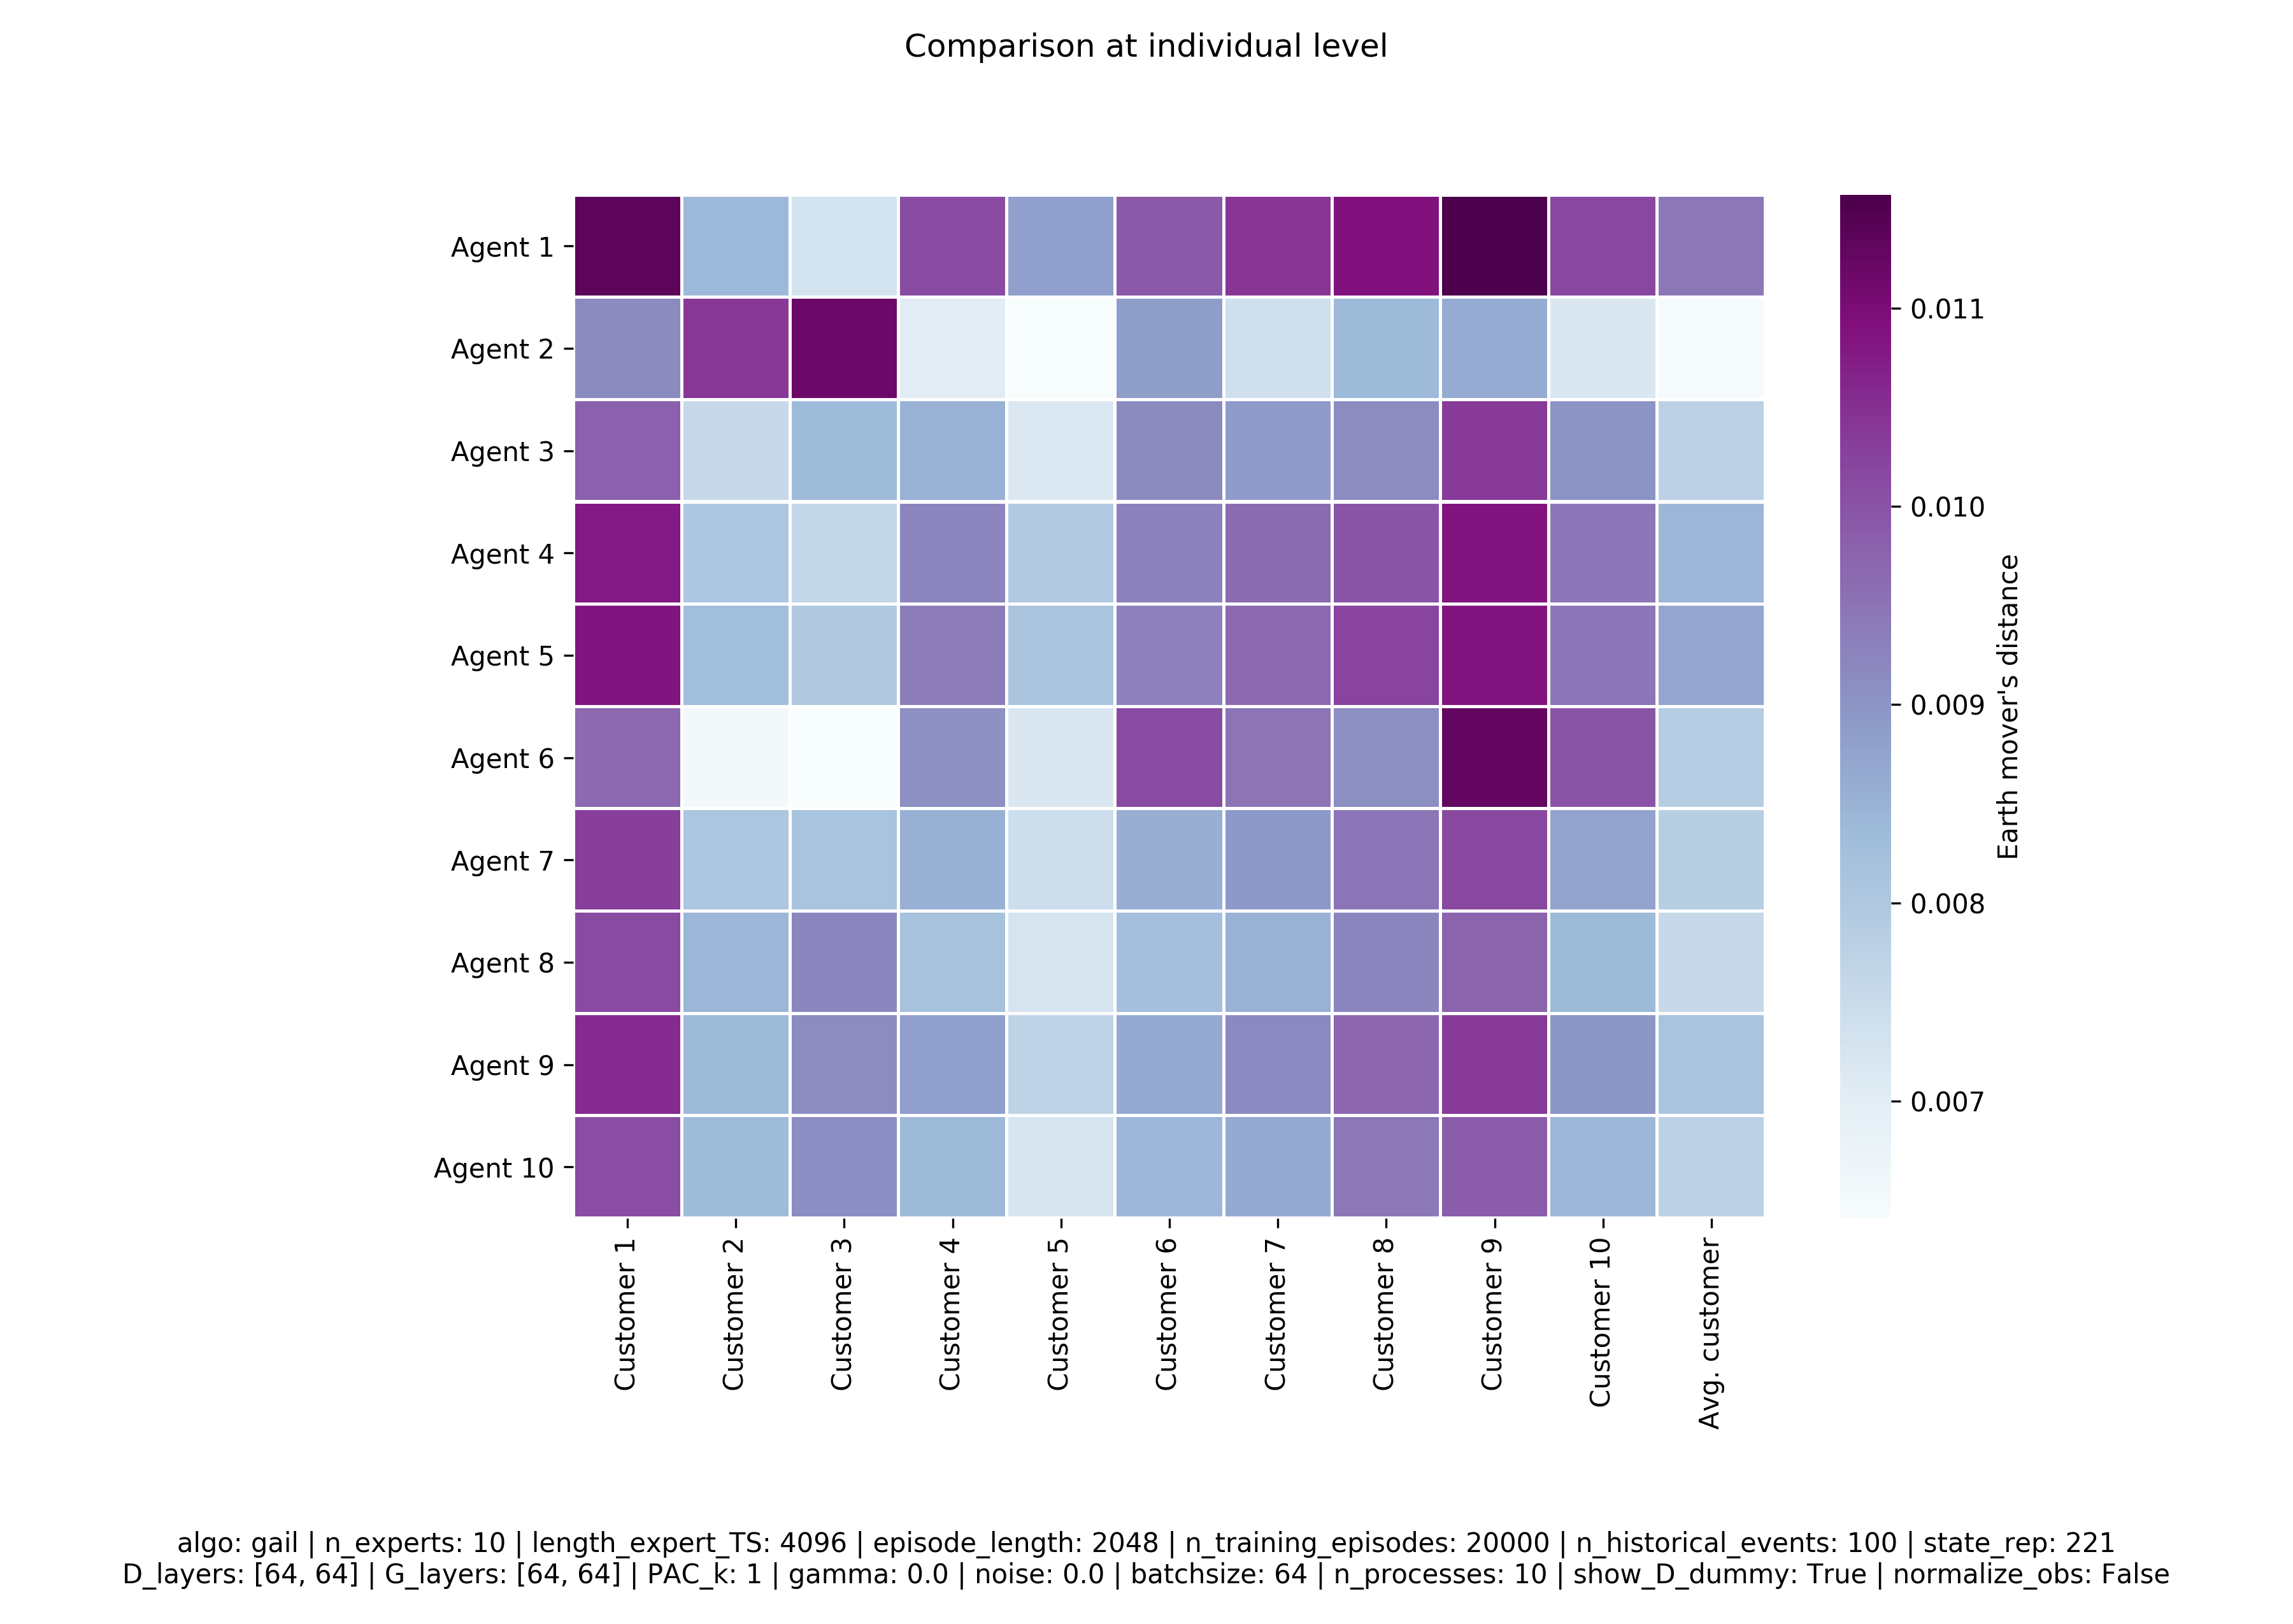 Comparison at individual level
Agent 1
Agent 2
Agent 3
Agent 4
Agent 5
Agent 6
Agent 7
Agent 8
Agent 9
Agent 10
Customer 1
Customer 2
Customer 3
Customer 4
Customer 5
Customer 6
Customer 7
Customer 8
Customer 9
Customer 10
Avg. customer
0.011
0.010
0.009
0.008
0.007
Earth mover's distance
algo: gail | n_experts: 10 | length_expert_TS: 4096 | episode_length: 2048 | n_training_episodes: 20000 | n_historical_events: 100 | state_rep: 221
D_layers: [64, 64] | G_layers: [64, 64] | PAC_k: 1 | gamma: 0.0 | noise: 0.0 | batchsize: 64 | n_processes: 10 | show_D_dummy: True | normalize_obs: False